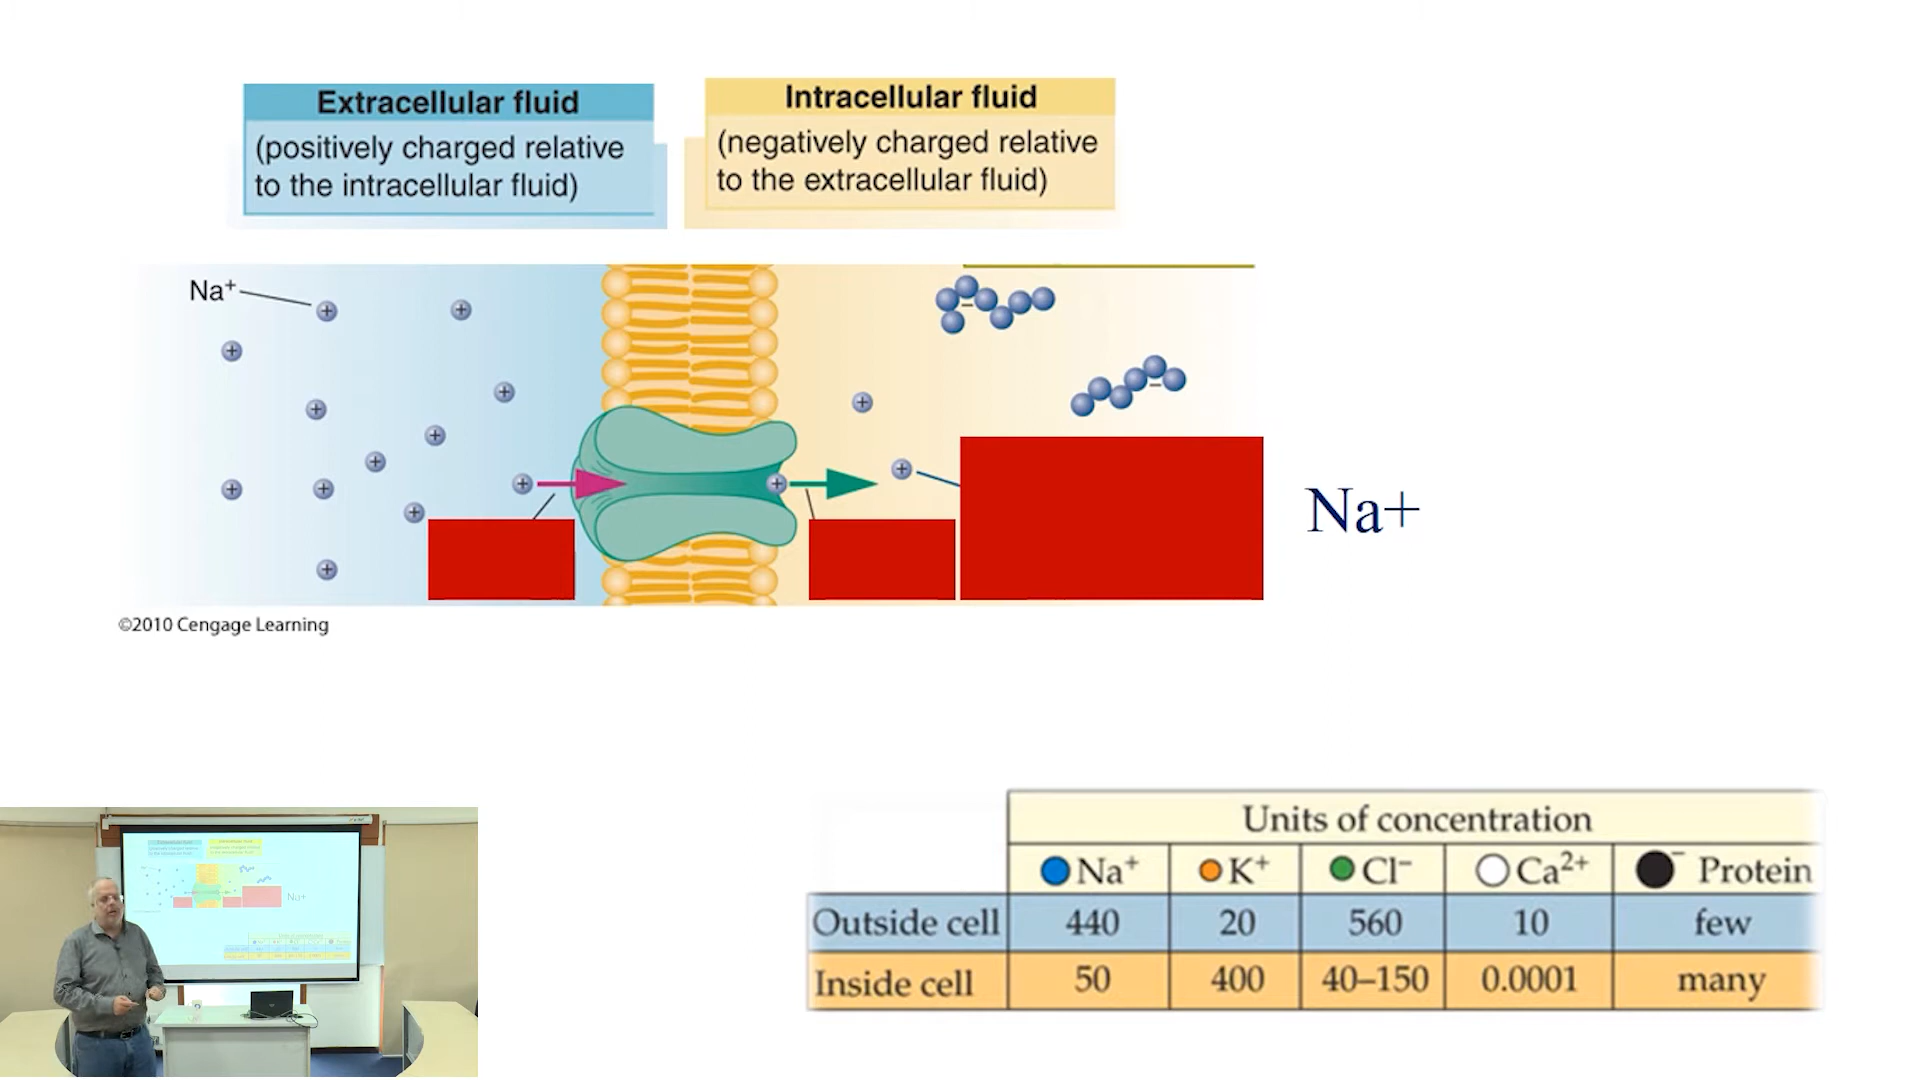 Extracellular fluid
(positively charged relative
to the intracellular fluid)
Intracellular fluid
(negatively charged relative
to the extracellular fluid)
Na⁺
Na+
©2010 Cengage Learning
Units of concentration
Na⁺ K⁺ Cl⁻ Ca²⁺ ⁻ Protein
Outside cell 440 20 560 10 few
Inside cell 50 400 40–150 0.0001 many
Na+